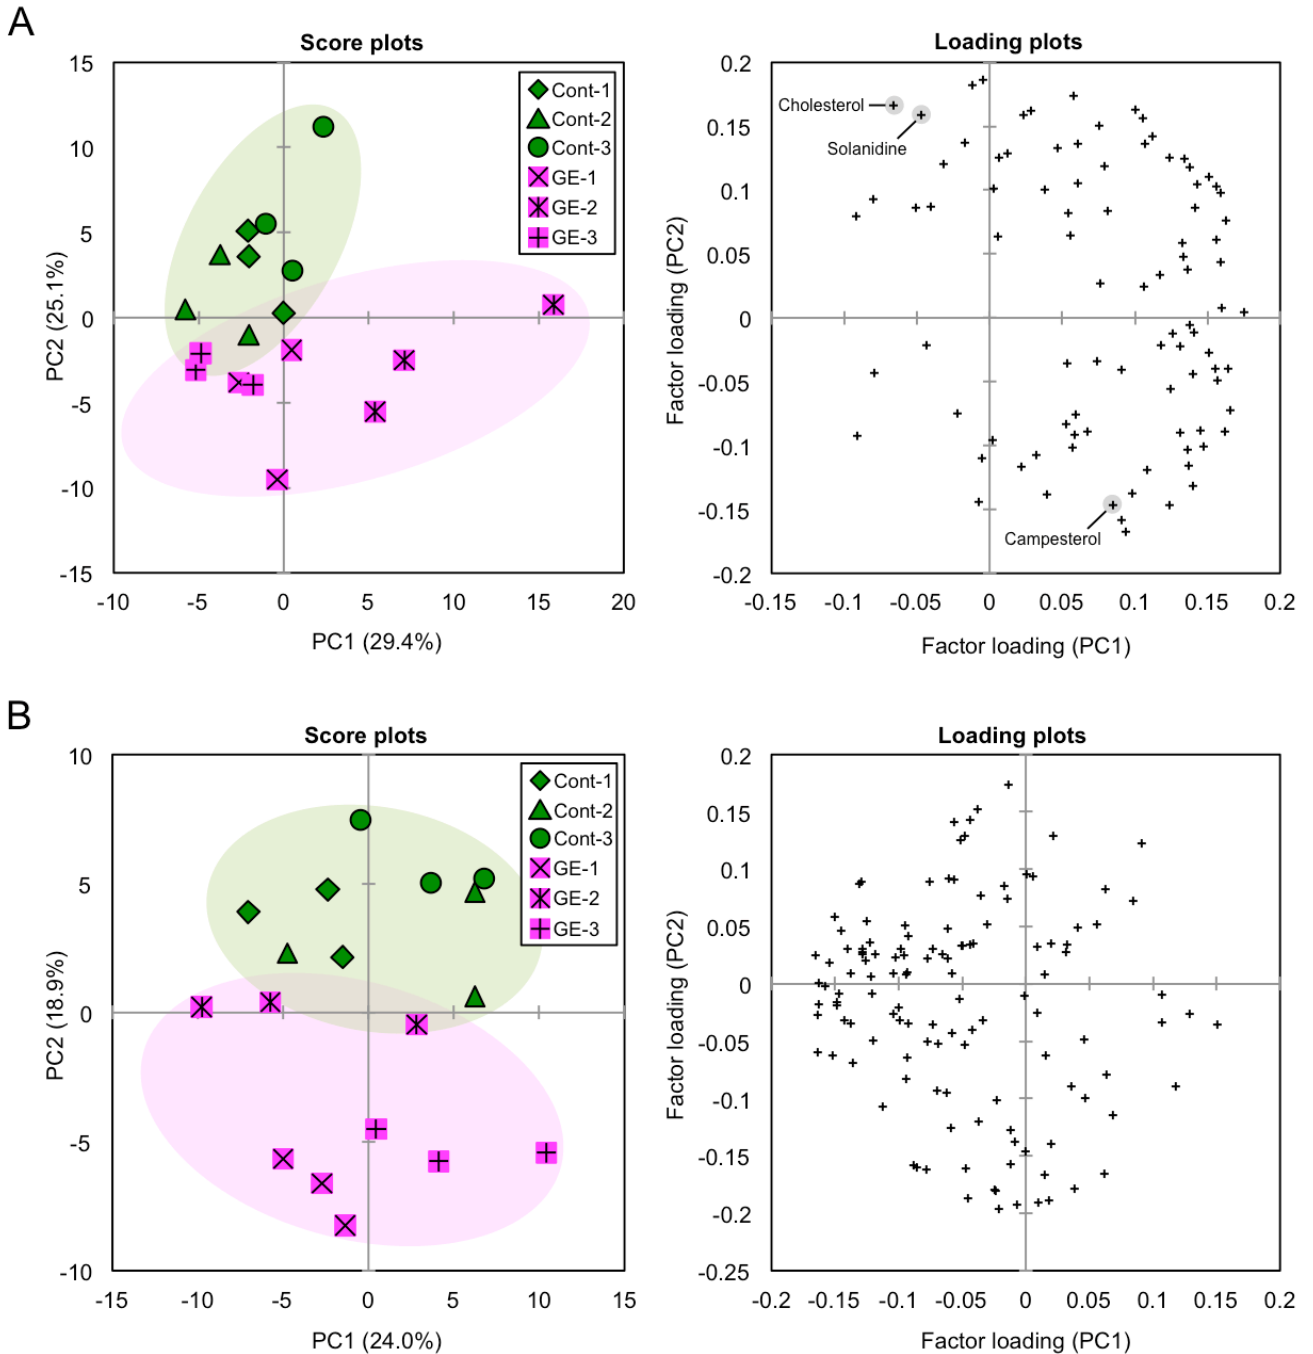 A
Score plots
15
10
5
0
-5
-10
-15
-10 -5 0 5 10 15 20
PC1 (29.4%)
PC2 (25.1%)
Cont-1
Cont-2
Cont-3
GE-1
GE-2
GE-3
Loading plots
0.2
0.15
0.1
0.05
0
-0.05
-0.1
-0.15
-0.2
-0.15 -0.1 -0.05 0 0.05 0.1 0.15 0.2
Factor loading (PC1)
Factor loading (PC2)
Cholesterol
Solanidine
Campesterol
B
Score plots
10
5
0
-5
-10
-15 -10 -5 0 5 10 15
PC1 (24.0%)
PC2 (18.9%)
Cont-1
Cont-2
Cont-3
GE-1
GE-2
GE-3
Loading plots
0.2
0.15
0.1
0.05
0
-0.05
-0.1
-0.15
-0.2
-0.25
-0.2 -0.15 -0.1 -0.05 0 0.05 0.1 0.15 0.2
Factor loading (PC1)
Factor loading (PC2)